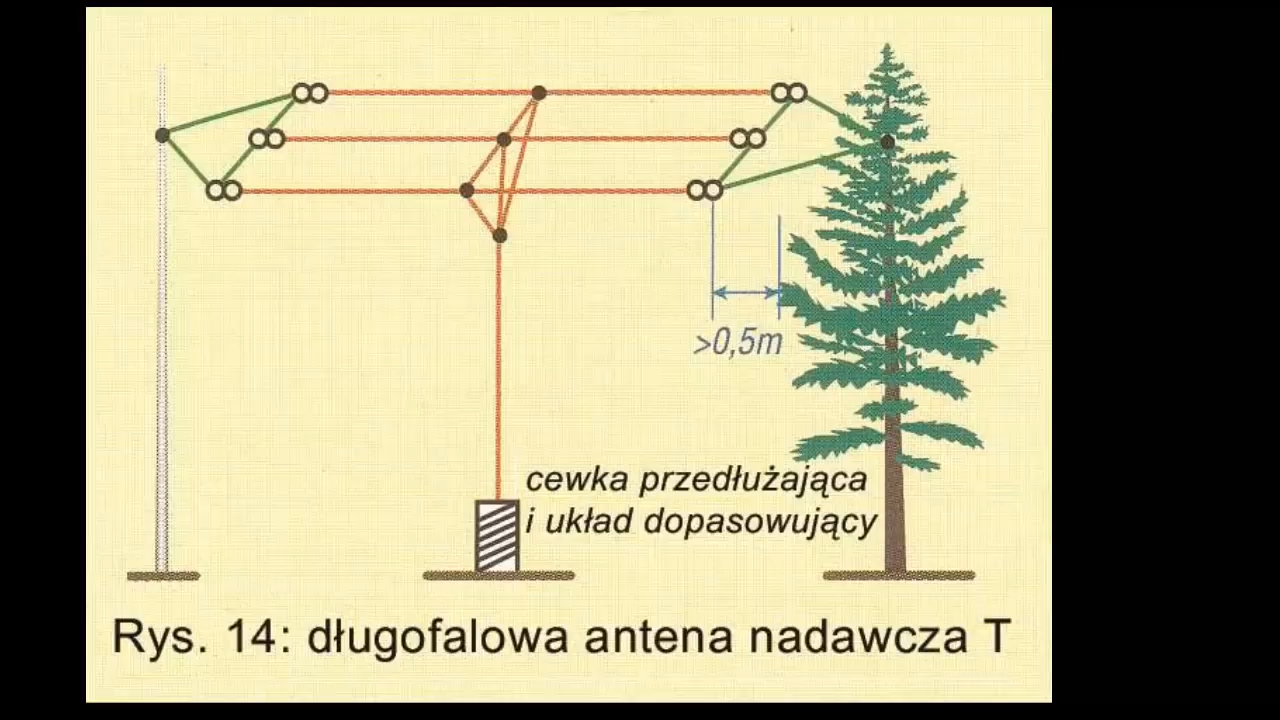 >0,5m
cewka przedłużająca
i układ dopasowujący
Rys. 14: długofalowa antena nadawcza T